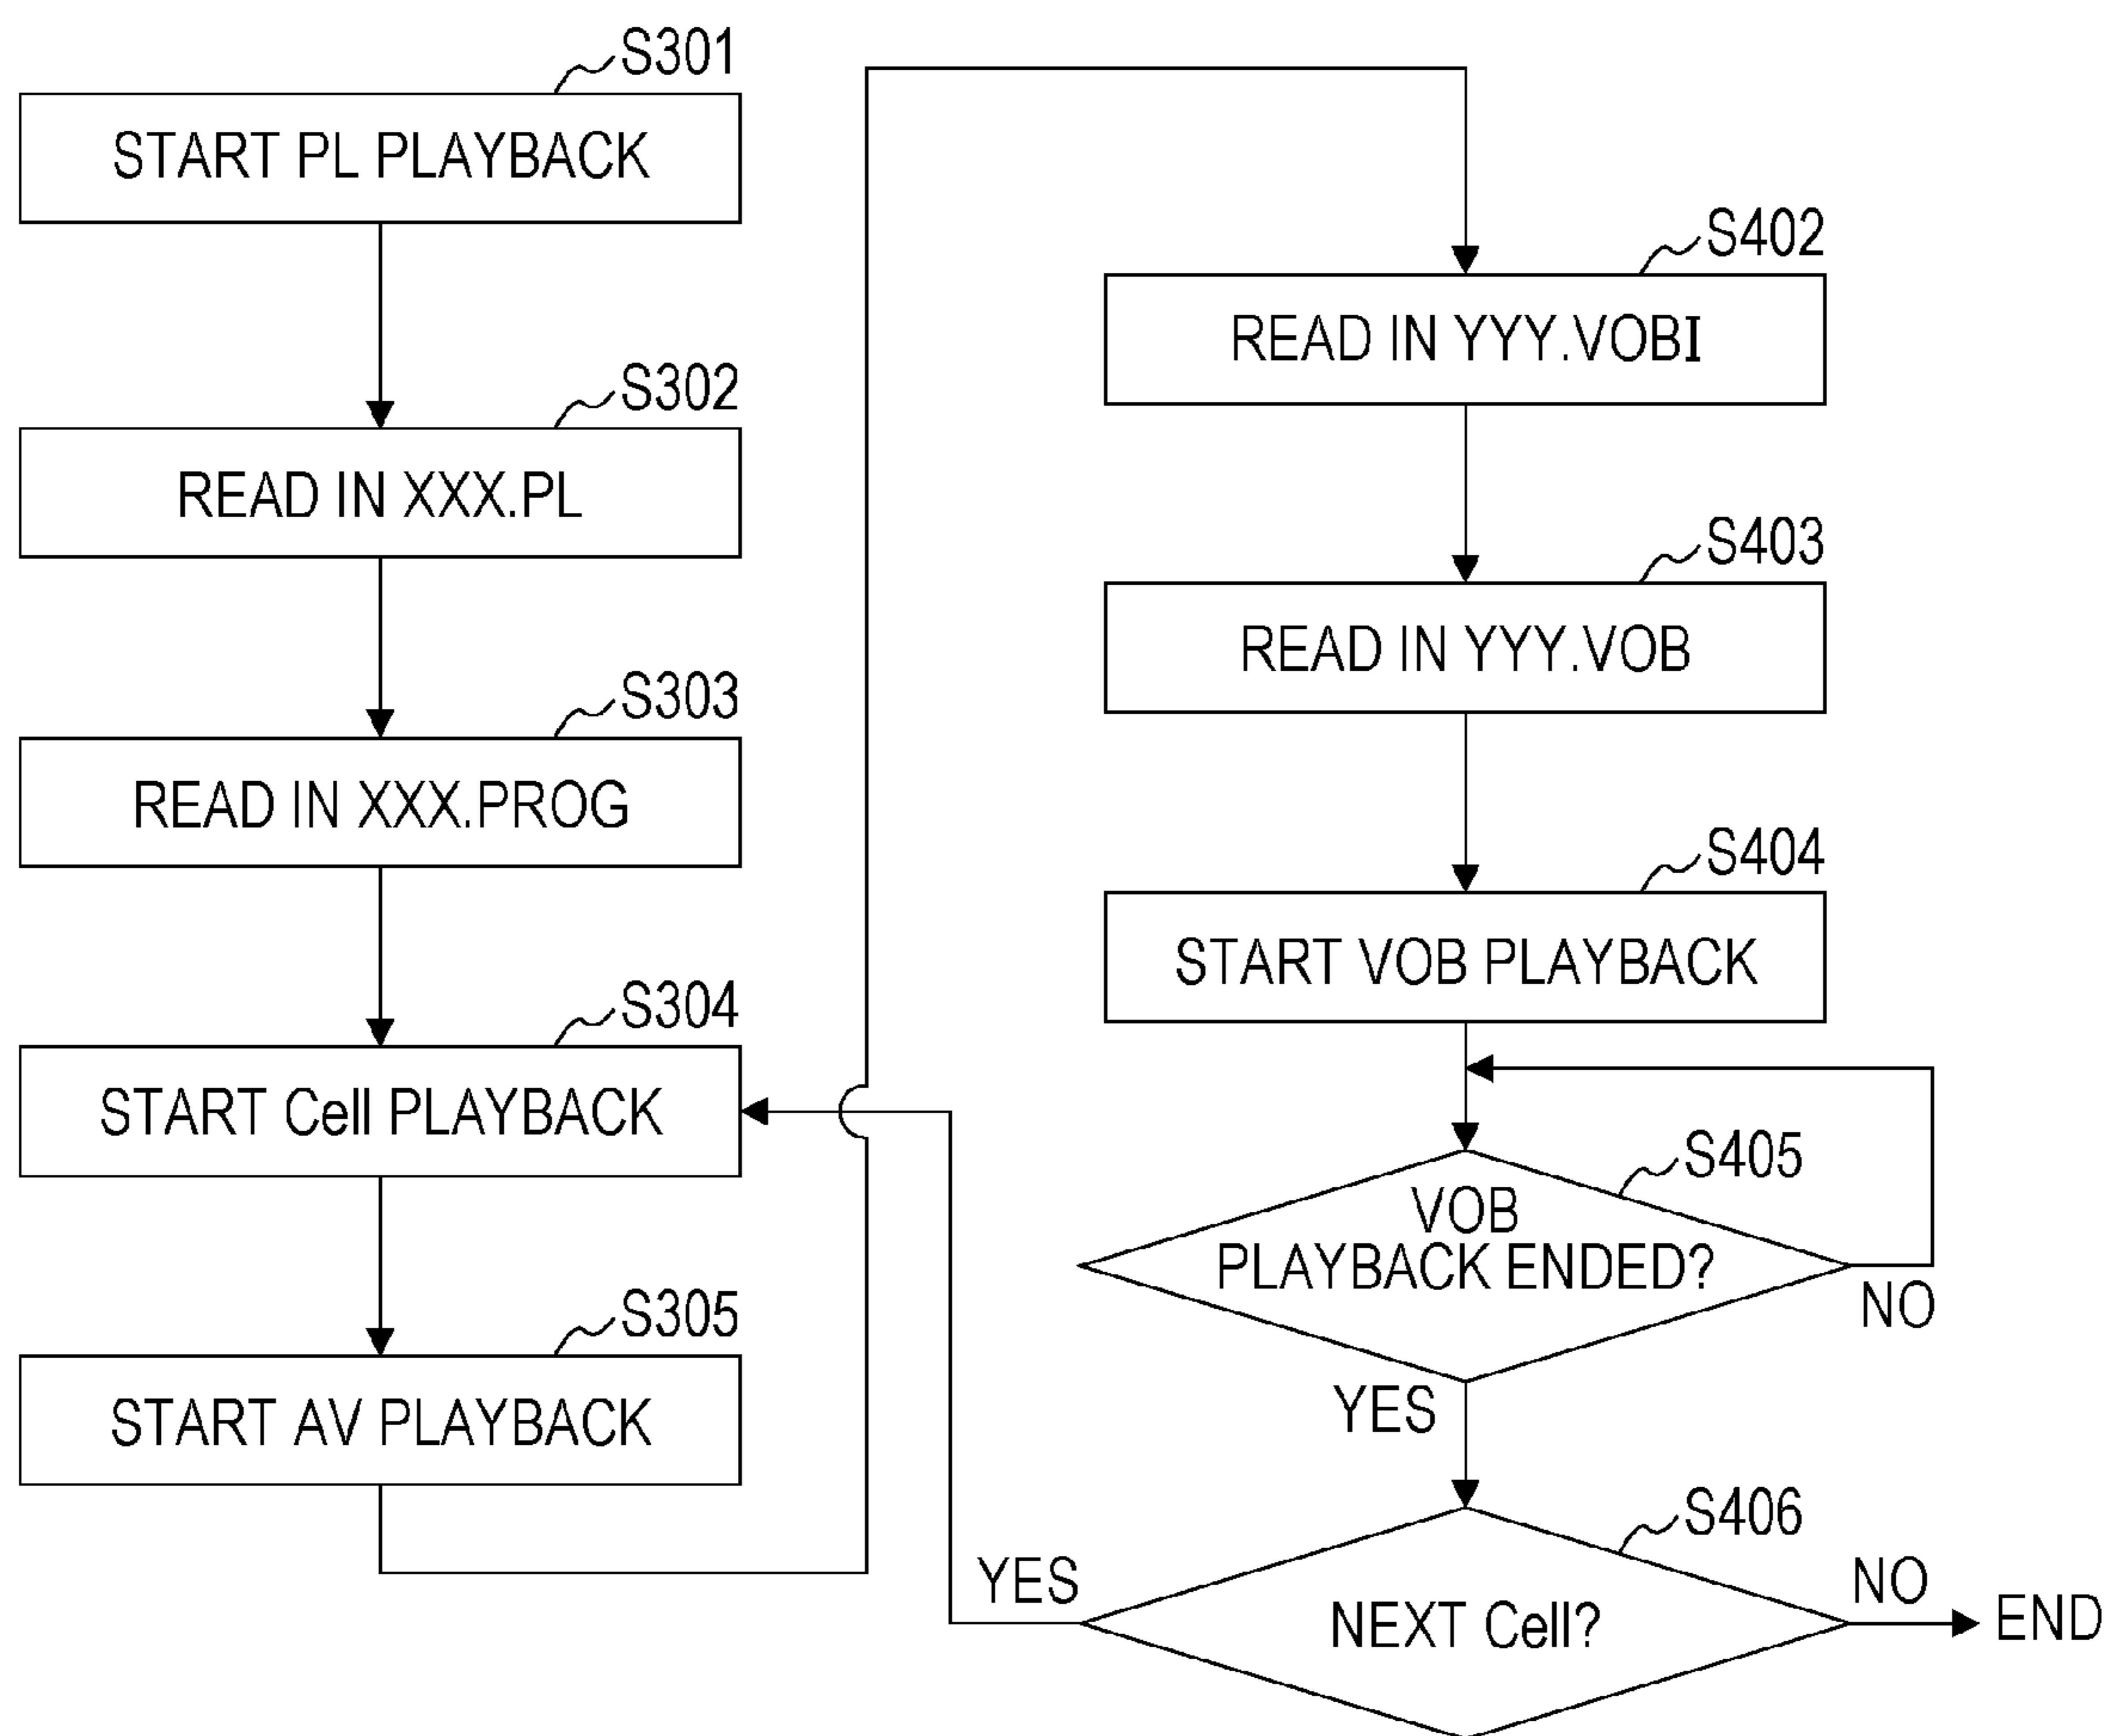 S301
START PL PLAYBACK
S302
READ IN XXX.PL
S303
READ IN XXX.PROG
S304
START Cell PLAYBACK
S305
START AV PLAYBACK
S402
READ IN YYY.VOBI
S403
READ IN YYY.VOB
S404
START VOB PLAYBACK
S405
VOB
PLAYBACK ENDED?
NO
YES
S406
NEXT Cell?
YES
NO
END